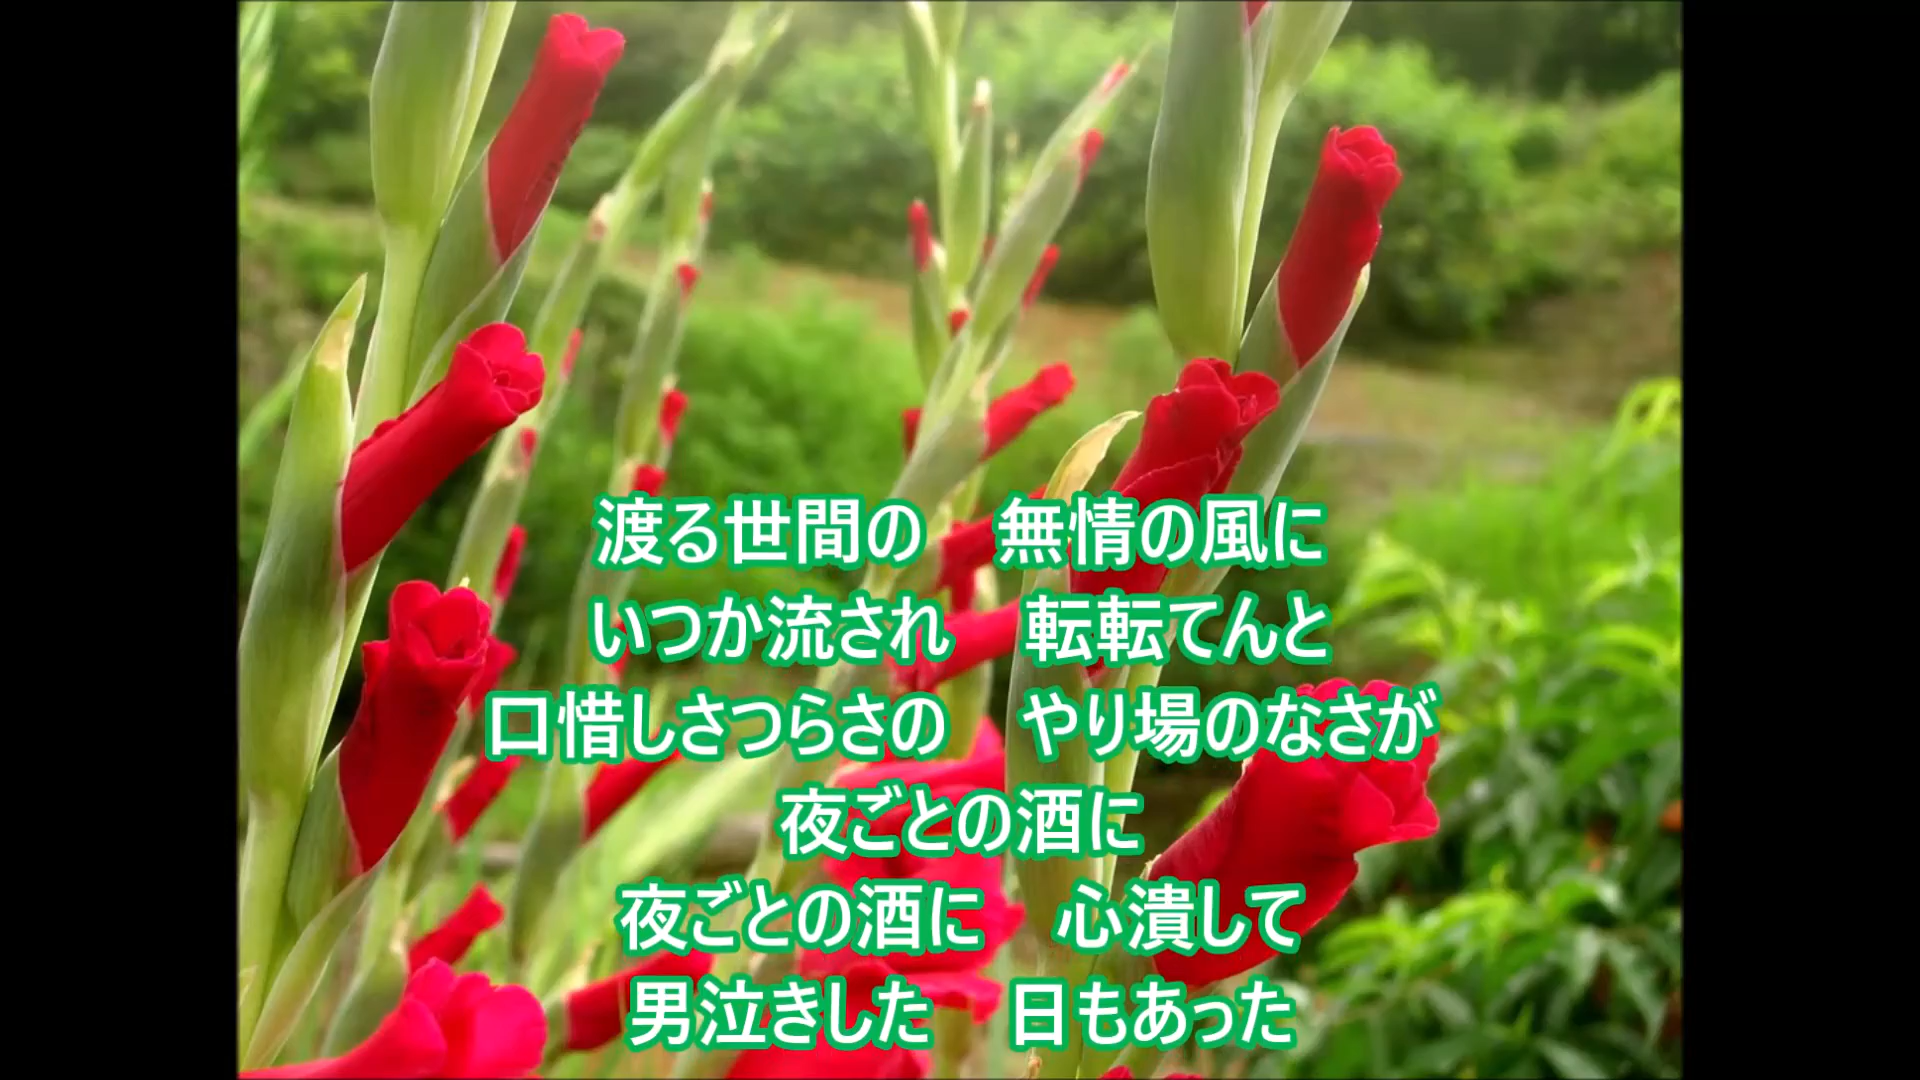 渡る世間の　無情の風に
いつか流され　転転てんと
口惜しさつらさの　やり場のなさが
夜ごとの酒に
夜ごとの酒に　心潰して
男泣きした　日もあった